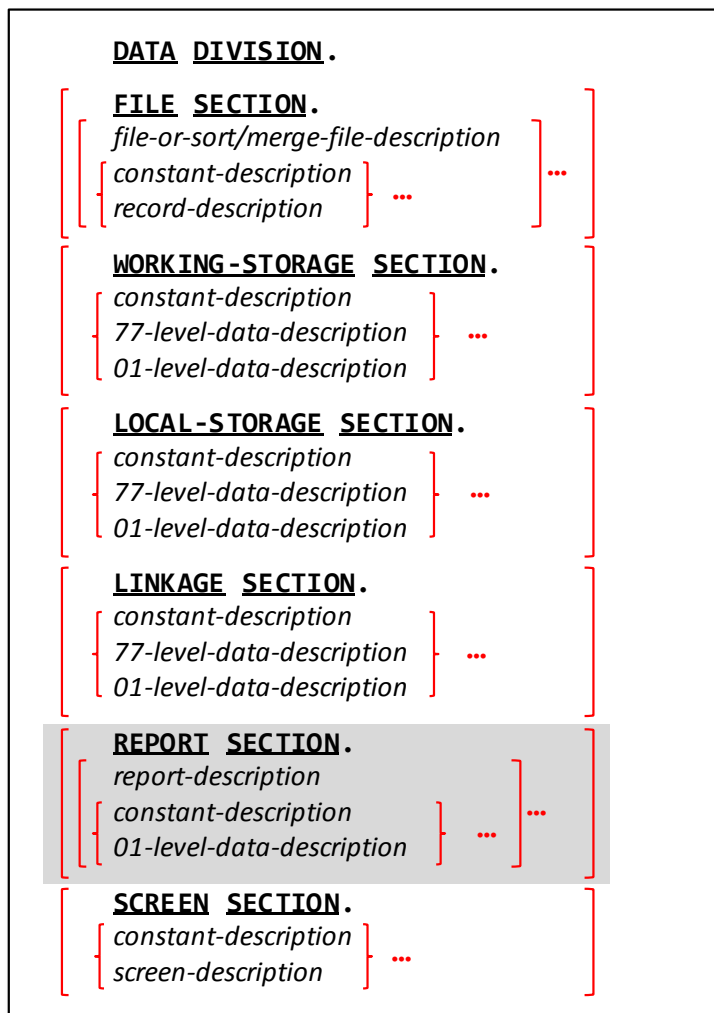 DATA DIVISION.
FILE SECTION.
file-or-sort/merge-file-description
constant-description
...
record-description
...
WORKING-STORAGE SECTION.
constant-description
77-level-data-description
...
01-level-data-description
LOCAL-STORAGE SECTION.
constant-description
77-level-data-description
...
01-level-data-description
LINKAGE SECTION.
constant-description
77-level-data-description
...
01-level-data-description
REPORT SECTION.
report-description
constant-description
...
01-level-data-description
...
SCREEN SECTION.
constant-description
...
screen-description